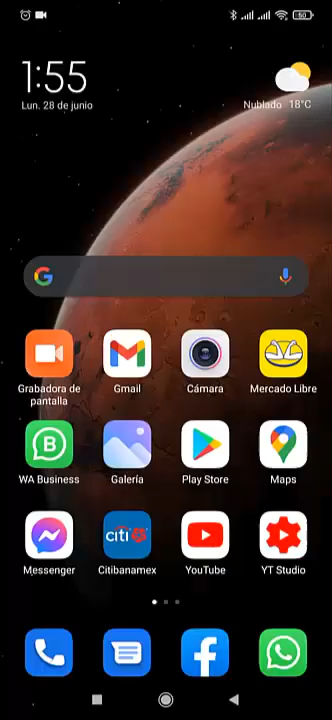 50
1:55
Lun. 28 de junio
Nublado 18°C
Grabadora de
pantalla
Gmail
Cámara
Mercado Libre
WA Business
Galería
Play Store
Maps
citi
Messenger
Citibanamex
YouTube
YT Studio